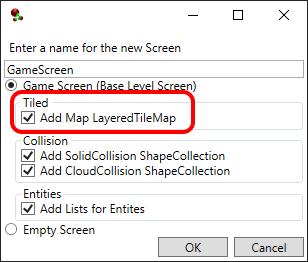 Enter a name for the new Screen
GameScreen
Game Screen (Base Level Screen)
Tiled
Add Map LayeredTileMap
Collision
Add SolidCollision ShapeCollection
Add CloudCollision ShapeCollection
Entities
Add Lists for Entites
Empty Screen
OK
Cancel